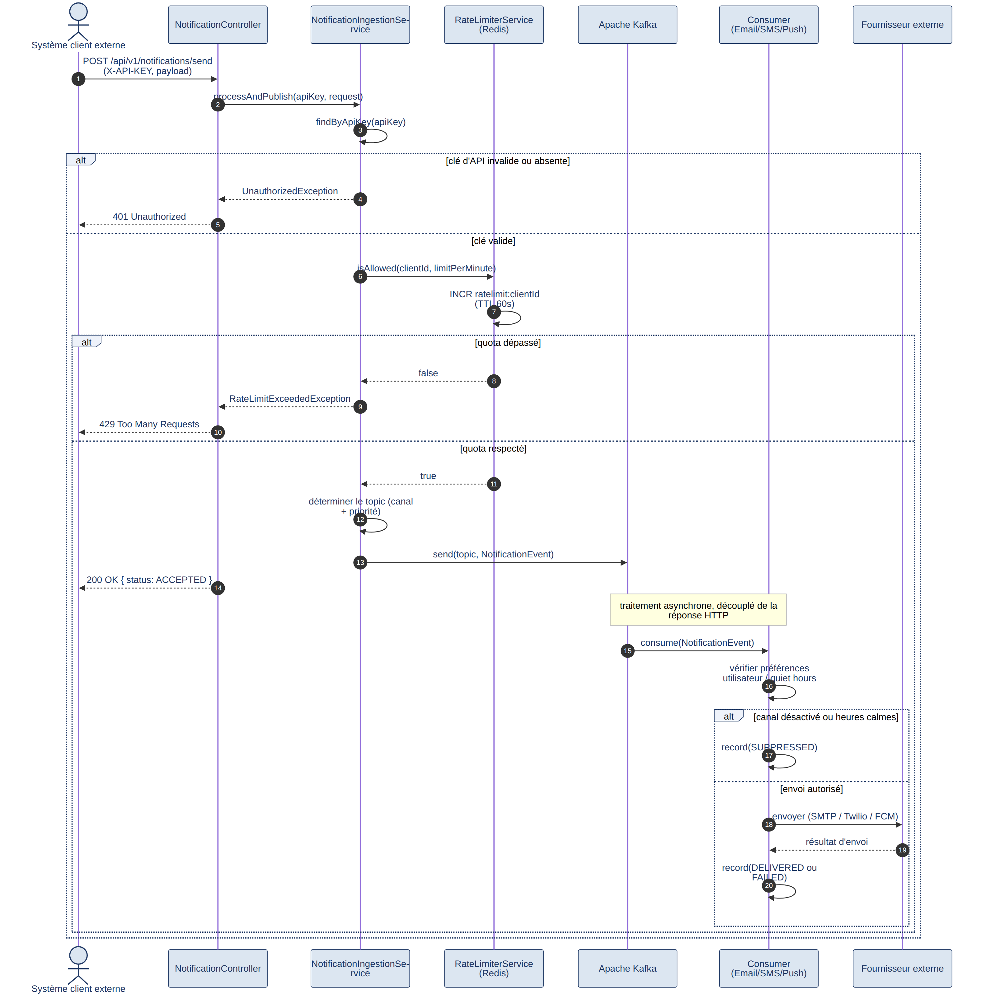 Système client externe
NotificationController
NotificationIngestionSe-
rvice
RateLimiterService
(Redis)
Apache Kafka
Consumer
(Email/SMS/Push)
Fournisseur externe
POST /api/v1/notifications/send
(X-API-KEY, payload)
1
processAndPublish(apiKey, request)
2
findByApiKey(apiKey)
3
alt
[clé d'API invalide ou absente]
UnauthorizedException
4
401 Unauthorized
5
[clé valide]
isAllowed(clientId, limitPerMinute)
6
INCR ratelimit:clientId
(TTL 60s)
7
alt
[quota dépassé]
false
8
RateLimitExceededException
9
429 Too Many Requests
10
[quota respecté]
true
11
déterminer le topic (canal
+ priorité)
12
send(topic, NotificationEvent)
13
200 OK { status: ACCEPTED }
14
traitement asynchrone, découplé de la
réponse HTTP
consume(NotificationEvent)
15
vérifier préférences
utilisateur / quiet hours
16
alt
[canal désactivé ou heures calmes]
record(SUPPRESSED)
17
[envoi autorisé]
envoyer (SMTP / Twilio / FCM)
18
résultat d'envoi
19
record(DELIVERED ou
FAILED)
20
Système client externe
NotificationController
NotificationIngestionSe-
rvice
RateLimiterService
(Redis)
Apache Kafka
Consumer
(Email/SMS/Push)
Fournisseur externe